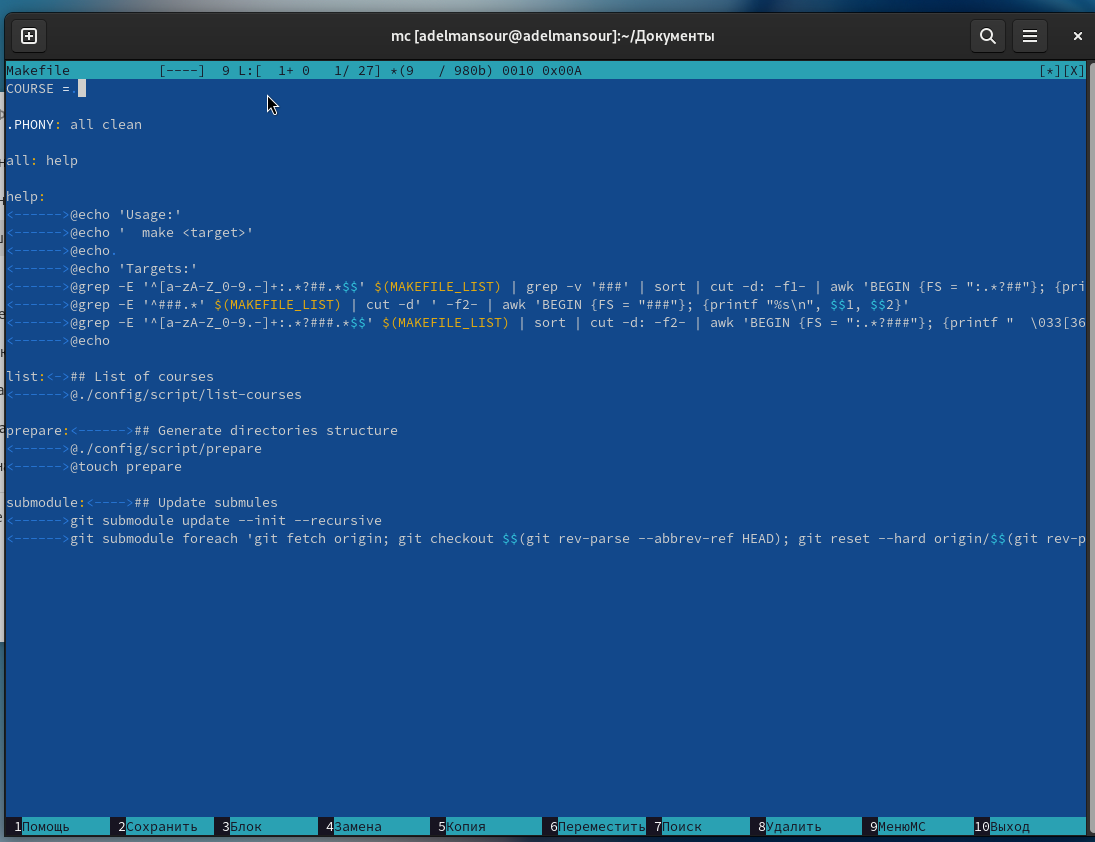 mc [adelmansour@adelmansour]:~/Документы
Makefile [----] 9 L:[ 1+ 0 1/ 27] *(9 / 980b) 0010 0x00A [*][X]
COURSE =.
.PHONY: all clean
all: help
help:
<------>@echo 'Usage:'
<------>@echo '  make <target>'
<------>@echo.
<------>@echo 'Targets:'
<------>@grep -E '^[a-zA-Z_0-9.-]+:.*?##.*$$' $(MAKEFILE_LIST) | grep -v '###' | sort | cut -d: -f1- | awk 'BEGIN {FS = ":.*?##"}; {pri
<------>@grep -E '^###.*' $(MAKEFILE_LIST) | cut -d' ' -f2- | awk 'BEGIN {FS = "###"}; {printf "%s\n", $$1, $$2}'
<------>@grep -E '^[a-zA-Z_0-9.-]+:.*?###.*$$' $(MAKEFILE_LIST) | sort | cut -d: -f2- | awk 'BEGIN {FS = ":.*?###"}; {printf "  \033[36
<------>@echo
list:<->## List of courses
<------>@./config/script/list-courses
prepare:<------>## Generate directories structure
<------>@./config/script/prepare
<------>@touch prepare
submodule:<---->## Update submules
<------>git submodule update --init --recursive
<------>git submodule foreach 'git fetch origin; git checkout $$(git rev-parse --abbrev-ref HEAD); git reset --hard origin/$$(git rev-p
1Помощь 2Сохранить 3Блок 4Замена 5Копия 6Переместить 7Поиск 8Удалить 9МенюMC 10Выход